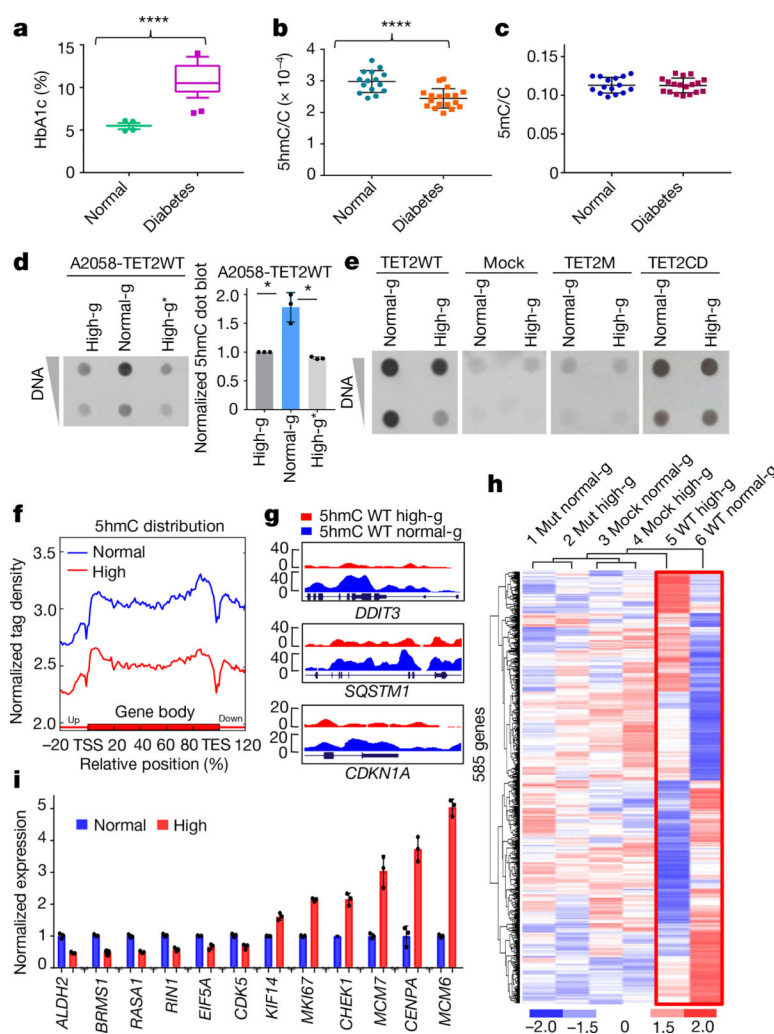 a
****
HbA1c (%)
15
10
5
0
Normal
Diabetes
b
****
5hmC/C (× 10⁻⁴)
4
3
2
1
0
Normal
Diabetes
c
5mC/C
0.15
0.10
0.05
0.00
Normal
Diabetes
d
A2058-TET2WT
High-g
Normal-g
High-g*
DNA
A2058-TET2WT
* *
Normalized 5hmC dot blot
2.0
1.5
1.0
0
High-g
Normal-g
High-g*
e
TET2WT Mock TET2M TET2CD
Normal-g
High-g
Normal-g
High-g
Normal-g
High-g
Normal-g
High-g
DNA
f
5hmC distribution
Normal
High
Normalized tag density
3.5
3.0
2.5
2.0
Up Gene body Down
−20 TSS 20 40 60 80 TES 120
Relative position (%)
g
5hmC WT high-g
5hmC WT normal-g
40
0
40
0
DDIT3
40
0
40
0
SQSTM1
20
0
20
0
CDKN1A
h
1 Mut normal-g
2 Mut high-g
3 Mock normal-g
4 Mock high-g
5 WT high-g
6 WT normal-g
585 genes
−2.0 −1.5 0 1.5 2.0
i
Normal High
Normalized expression
5
4
3
2
1
0
ALDH2
BRMS1
RASA1
RIN1
EIF5A
CDK5
KIF14
MKI67
CHEK1
MCM7
CENPA
MCM6